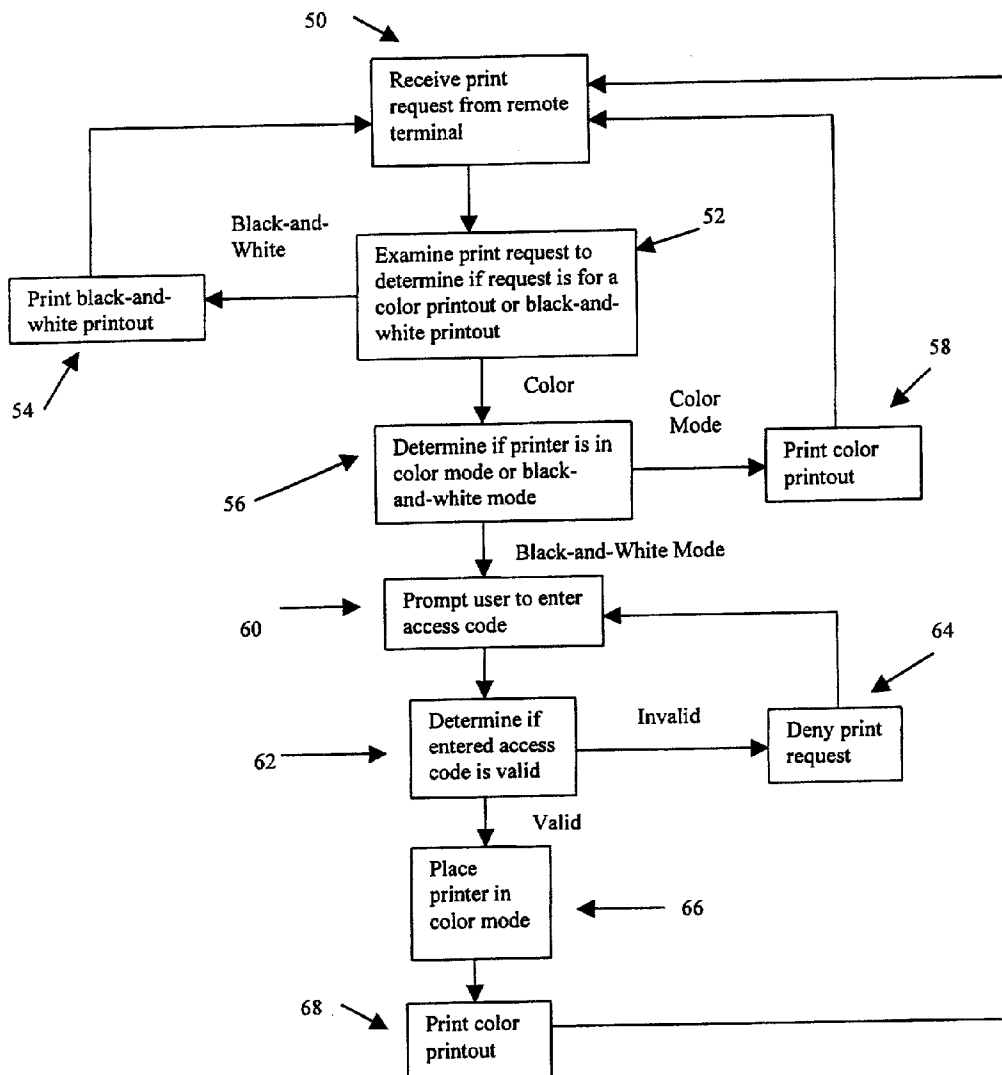 50
Receive print
request from remote
terminal
Black-and-
White
52
Examine print request to
determine if request is for a
color printout or black-and-
white printout
Print black-and-
white printout
54
Color
58
Color
Mode
Determine if printer is in
color mode or black-
and-white mode
Print color
printout
56
Black-and-White Mode
Prompt user to enter
access code
60
64
Determine if
entered access
code is valid
Invalid
Deny print
request
62
Valid
Place
printer in
color mode
66
68
Print color
printout